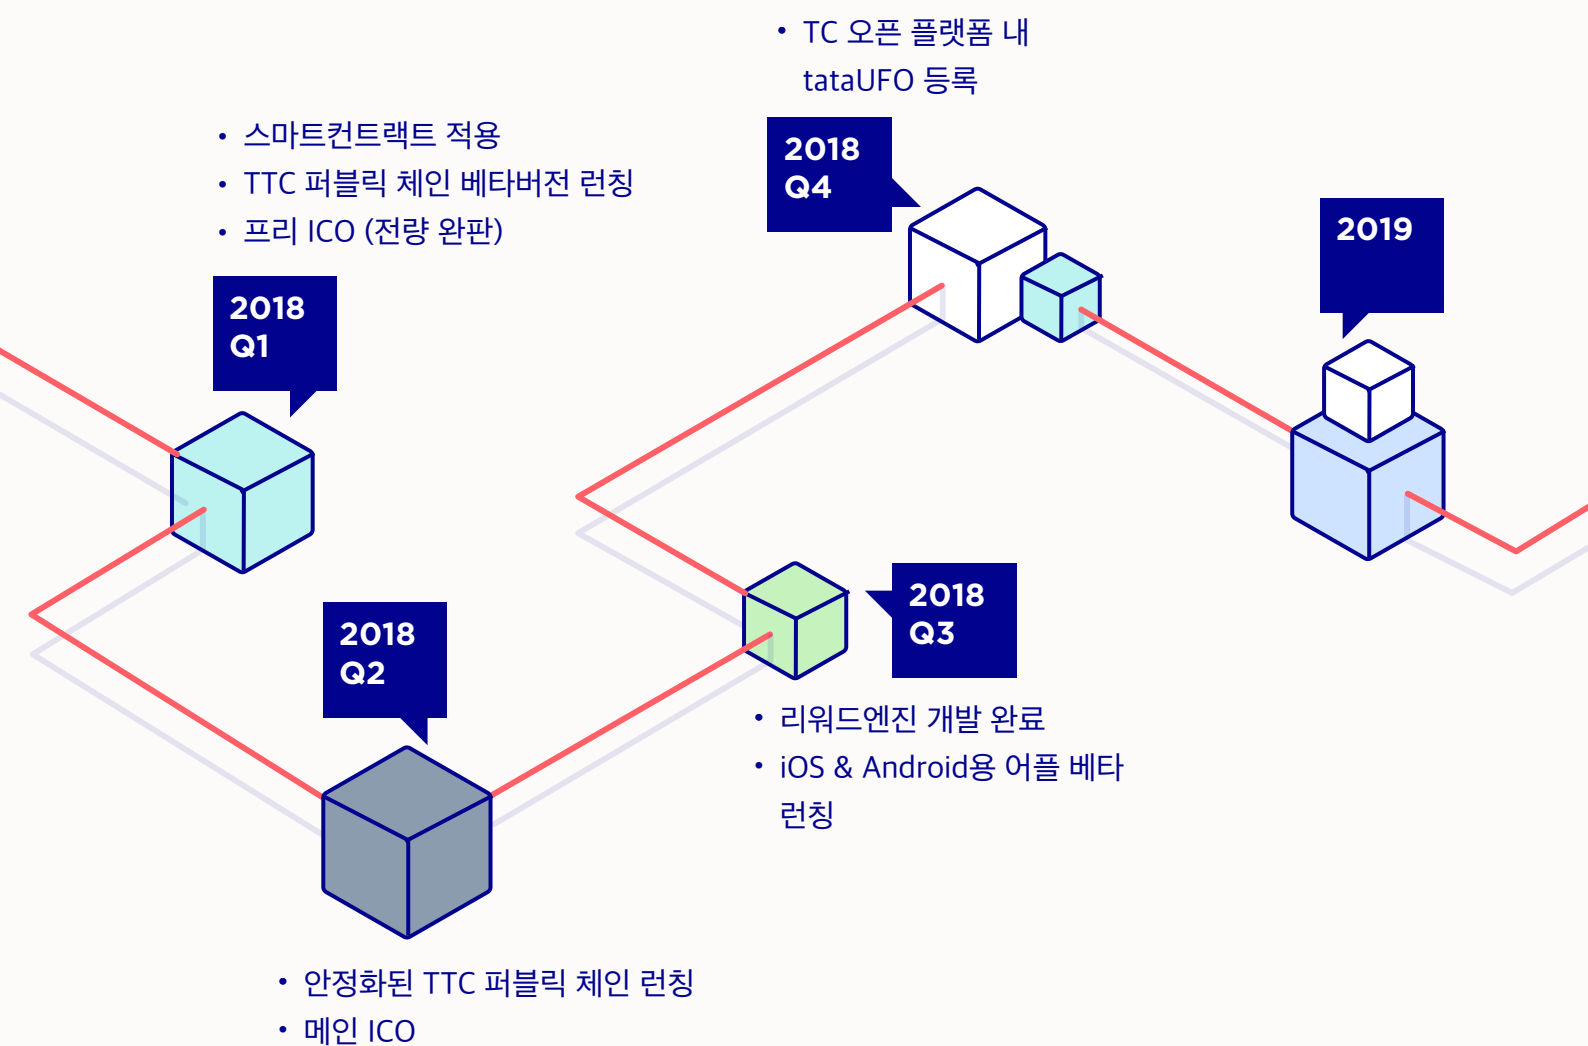 • TC 오픈 플랫폼 내
tataUFO 등록
2018
Q4
• 스마트컨트랙트 적용
• TTC 퍼블릭 체인 베타버전 런칭
• 프리 ICO (전량 완판)
2018
Q1
2019
2018
Q2
2018
Q3
• 리워드엔진 개발 완료
• iOS & Android용 어플 베타
런칭
• 안정화된 TTC 퍼블릭 체인 런칭
• 메인 ICO